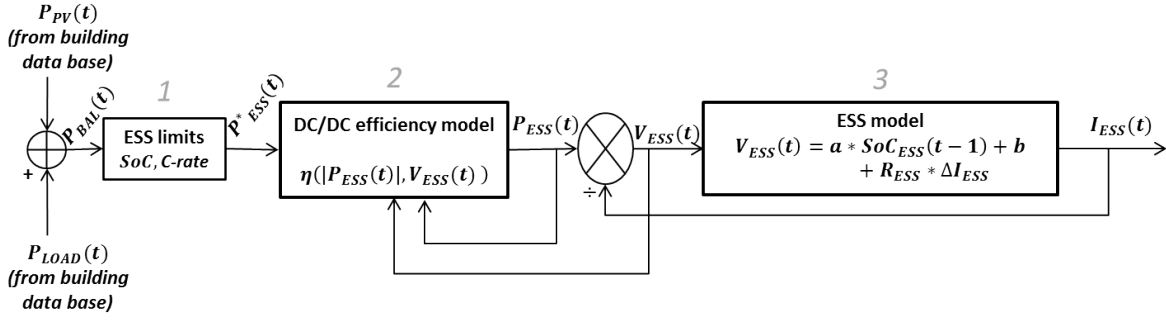 P_PV(t)
(from building
data base)
1
2
3
P_BAL(t)
P*_ESS(t)
ESS limits
SoC, C-rate
DC/DC efficiency model
η(|P_ESS(t)|, V_ESS(t) )
P_ESS(t)
V_ESS(t)
ESS model
V_ESS(t) = a * SoC_ESS(t − 1) + b
+ R_ESS * ΔI_ESS
I_ESS(t)
+
÷
P_LOAD(t)
(from building
data base)